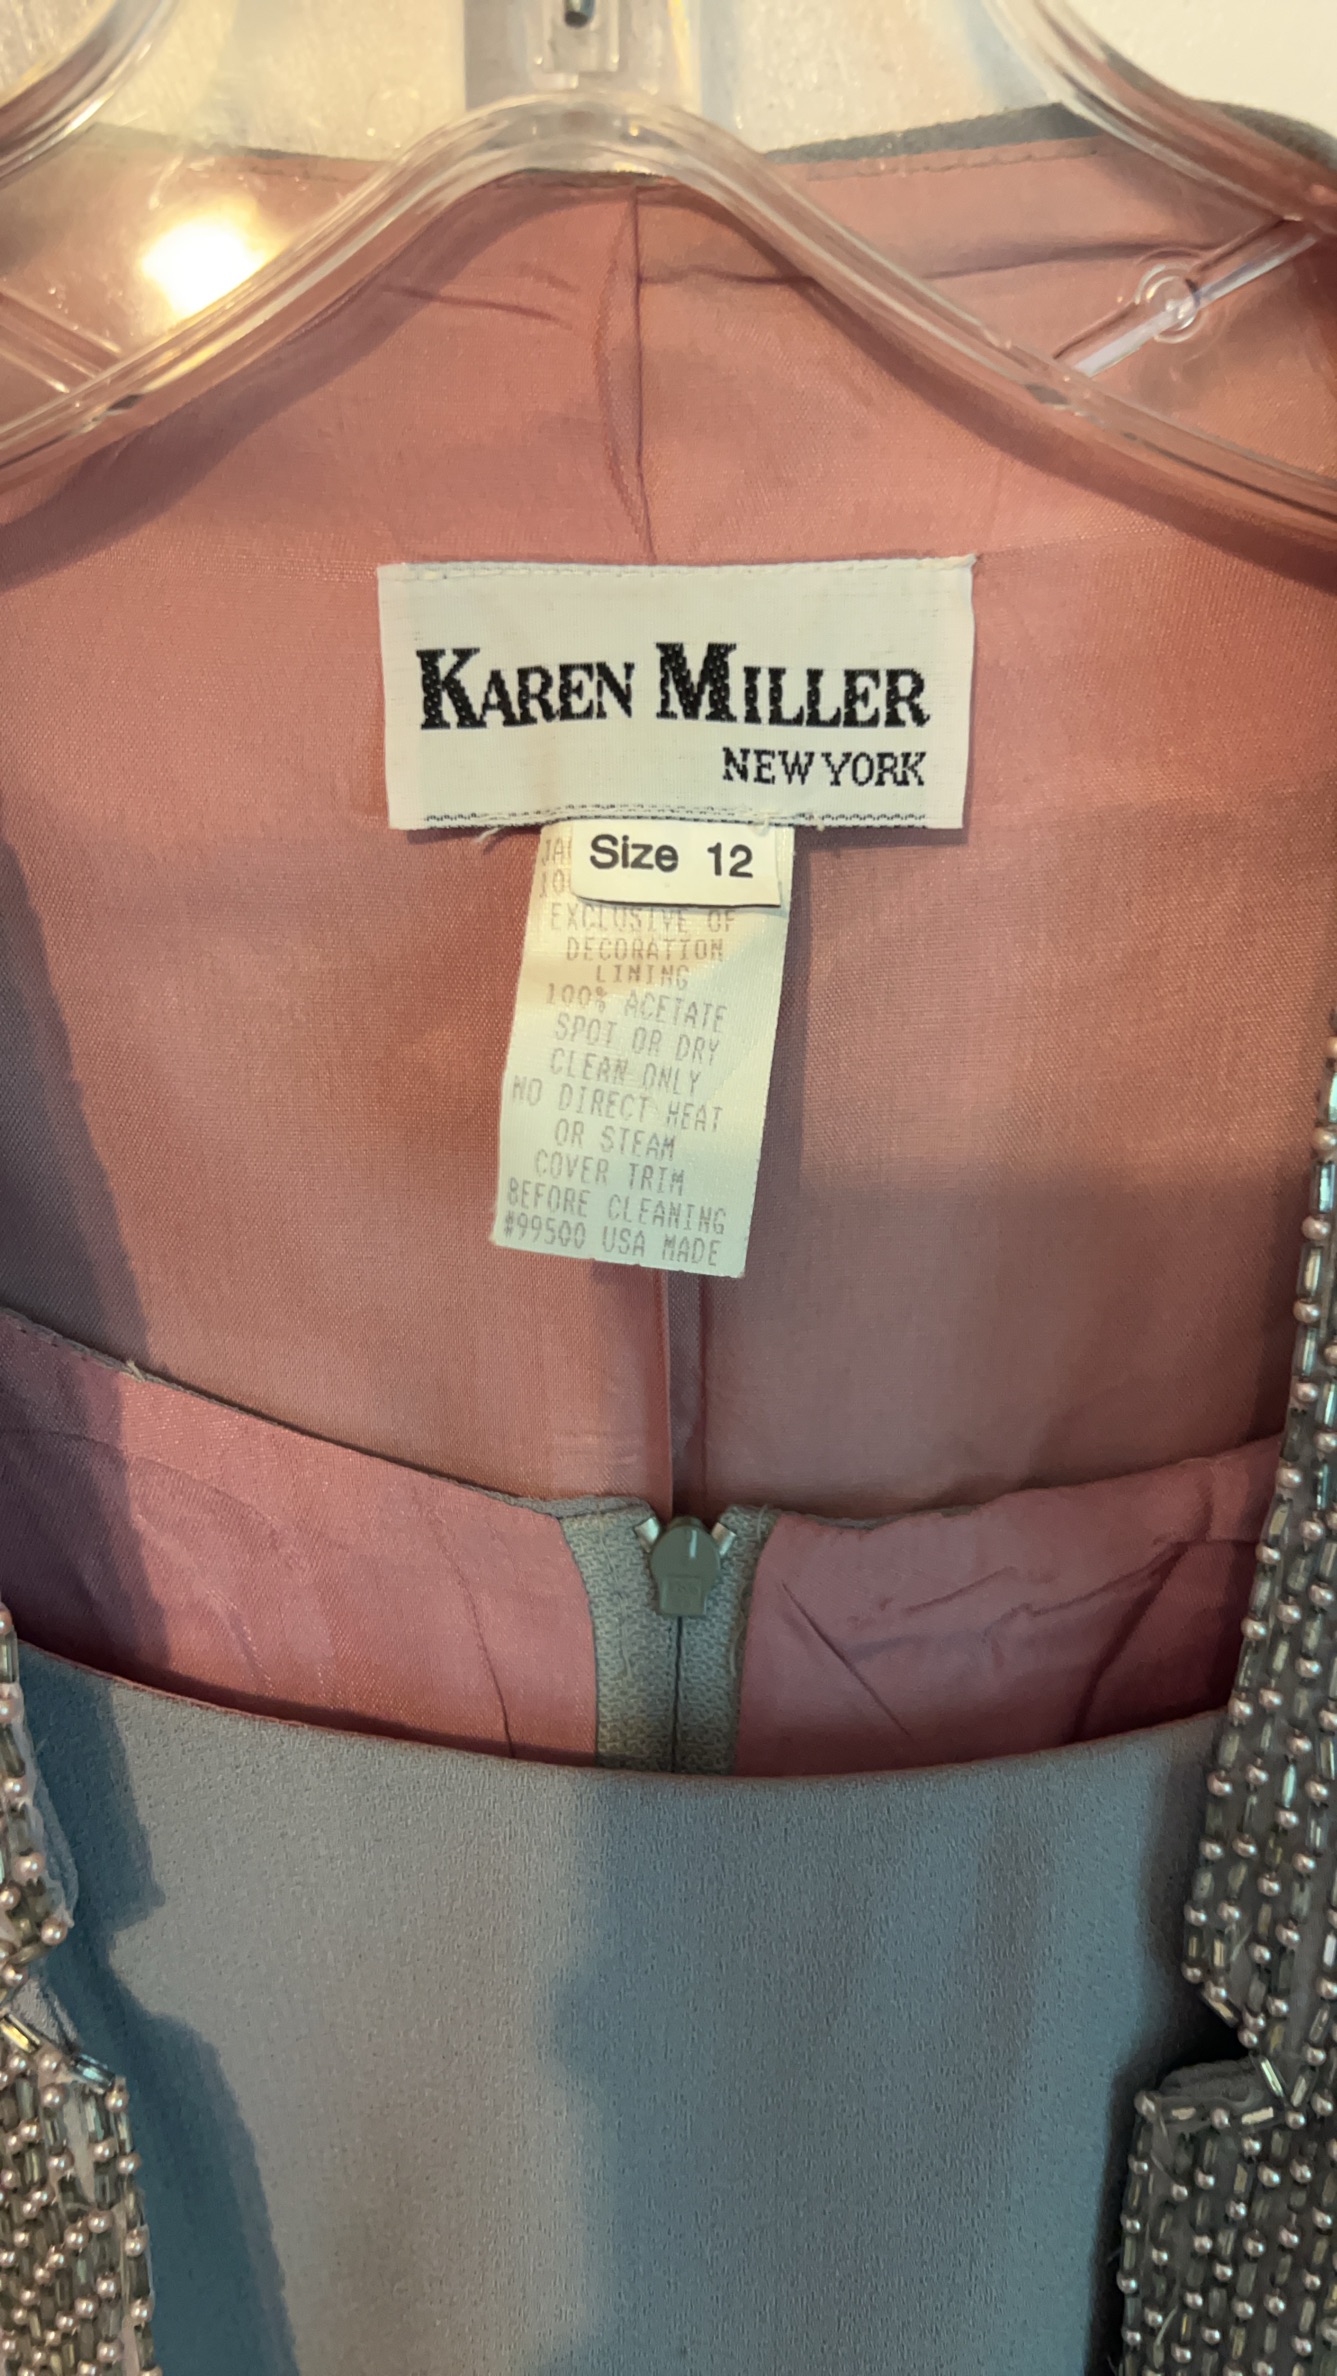 KAREN MILLER
NEW YORK
Size 12
EXCLUSIVE OF
DECORATION
LINING
100% ACETATE
SPOT OR DRY
CLEAN ONLY
NO DIRECT HEAT
OR STEAM
COVER TRIM
BEFORE CLEANING
#99500 USA MADE